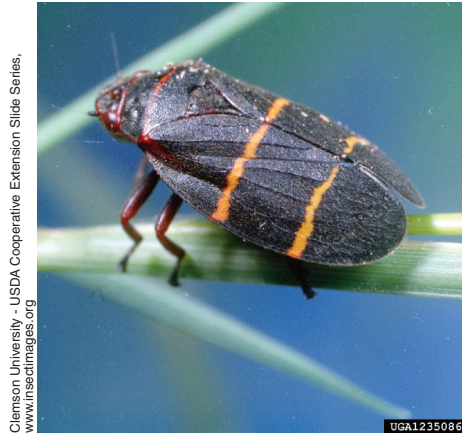 Clemson University - USDA Cooperative Extension Slide Series,
www.insectimages.org
UGA1235086